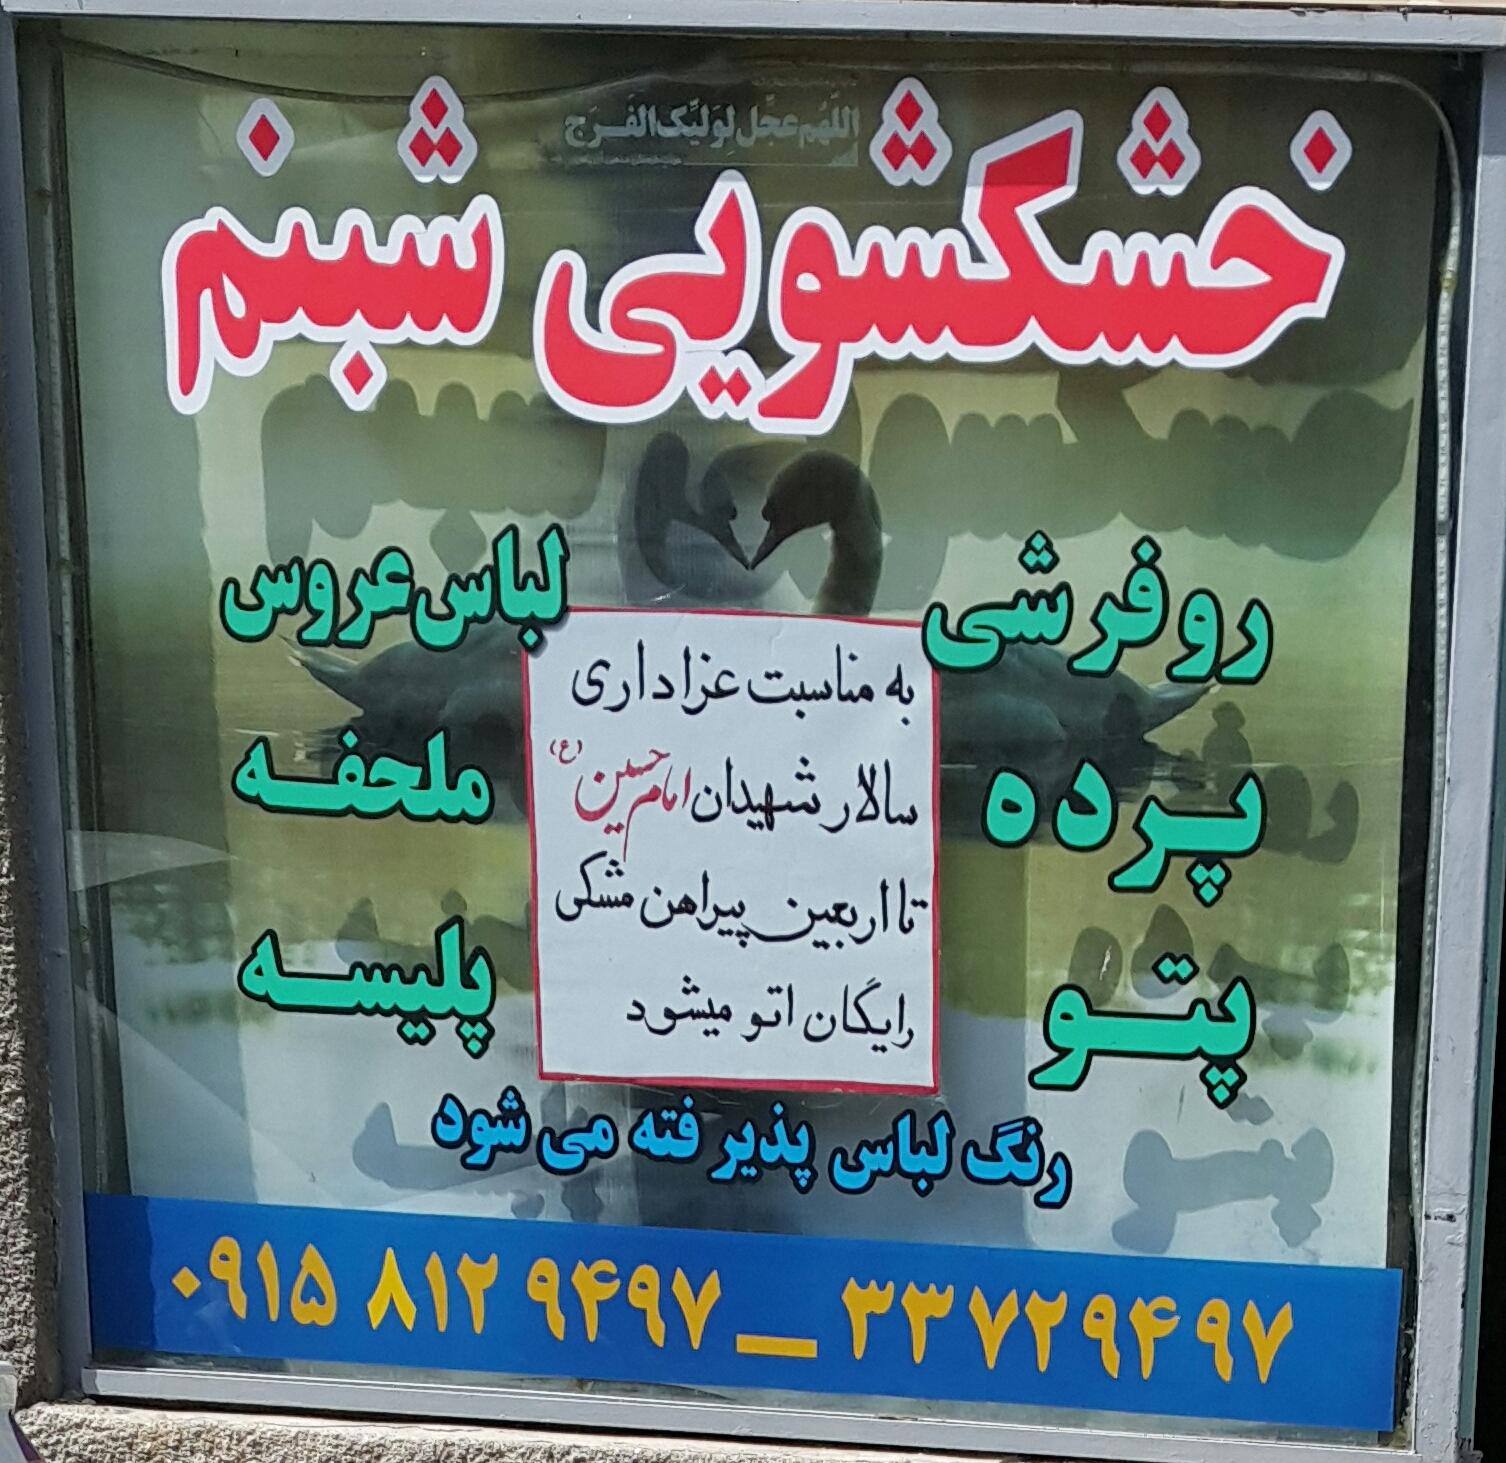 اللهم عجل لولیک الفرج
خشکشویی شبنم
روفرشی
لباس عروس
پرده
ملحفه
پتو
پلیسه
به مناسبت عزاداری
سالار شهیدان امام حسین (ع)
تا اربعین پیراهن مشکی
رایگان اتو میشود
رنگ لباس پذیرفته می شود
۰۹۱۵ ۸۱۲ ۹۴۹۷ _ ۳۳۷۲۹۴۹۷